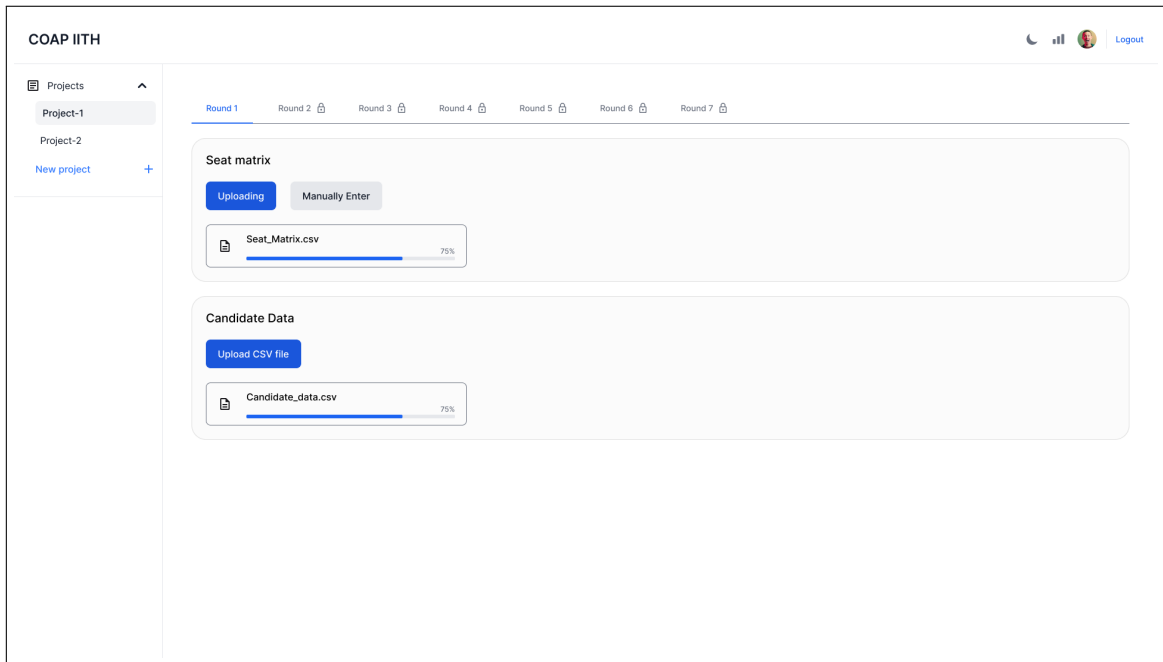 COAP IITH
Logout
Projects
Project-1
Project-2
New project +
Round 1 Round 2 Round 3 Round 4 Round 5 Round 6 Round 7
Seat matrix
Uploading Manually Enter
Seat_Matrix.csv
75%
Candidate Data
Upload CSV file
Candidate_data.csv
75%